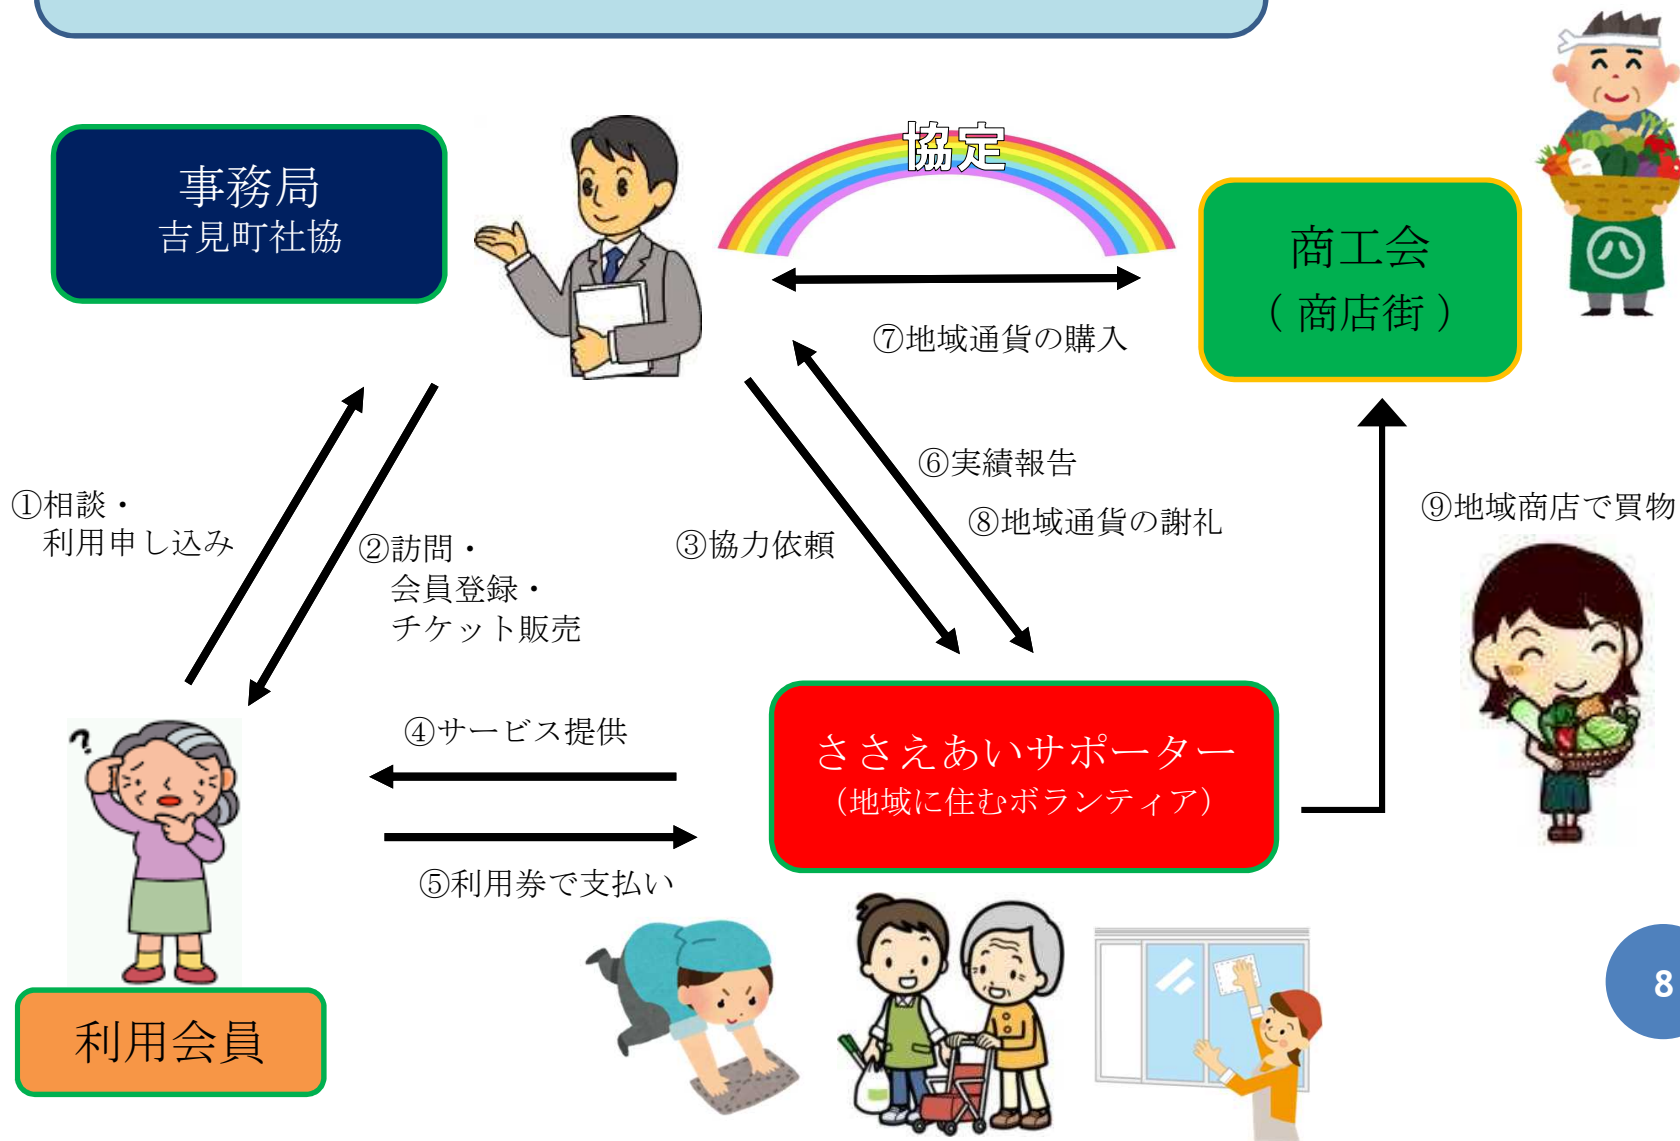 協定
事務局
吉見町社協
商工会
（ 商店街 ）
八
⑦地域通貨の購入
①相談・
利用申し込み
②訪問・
会員登録・
チケット販売
③協力依頼
⑥実績報告
⑧地域通貨の謝礼
⑨地域商店で買物
④サービス提供
⑤利用券で支払い
ささえあいサポーター
（地域に住むボランティア）
?
利用会員
8